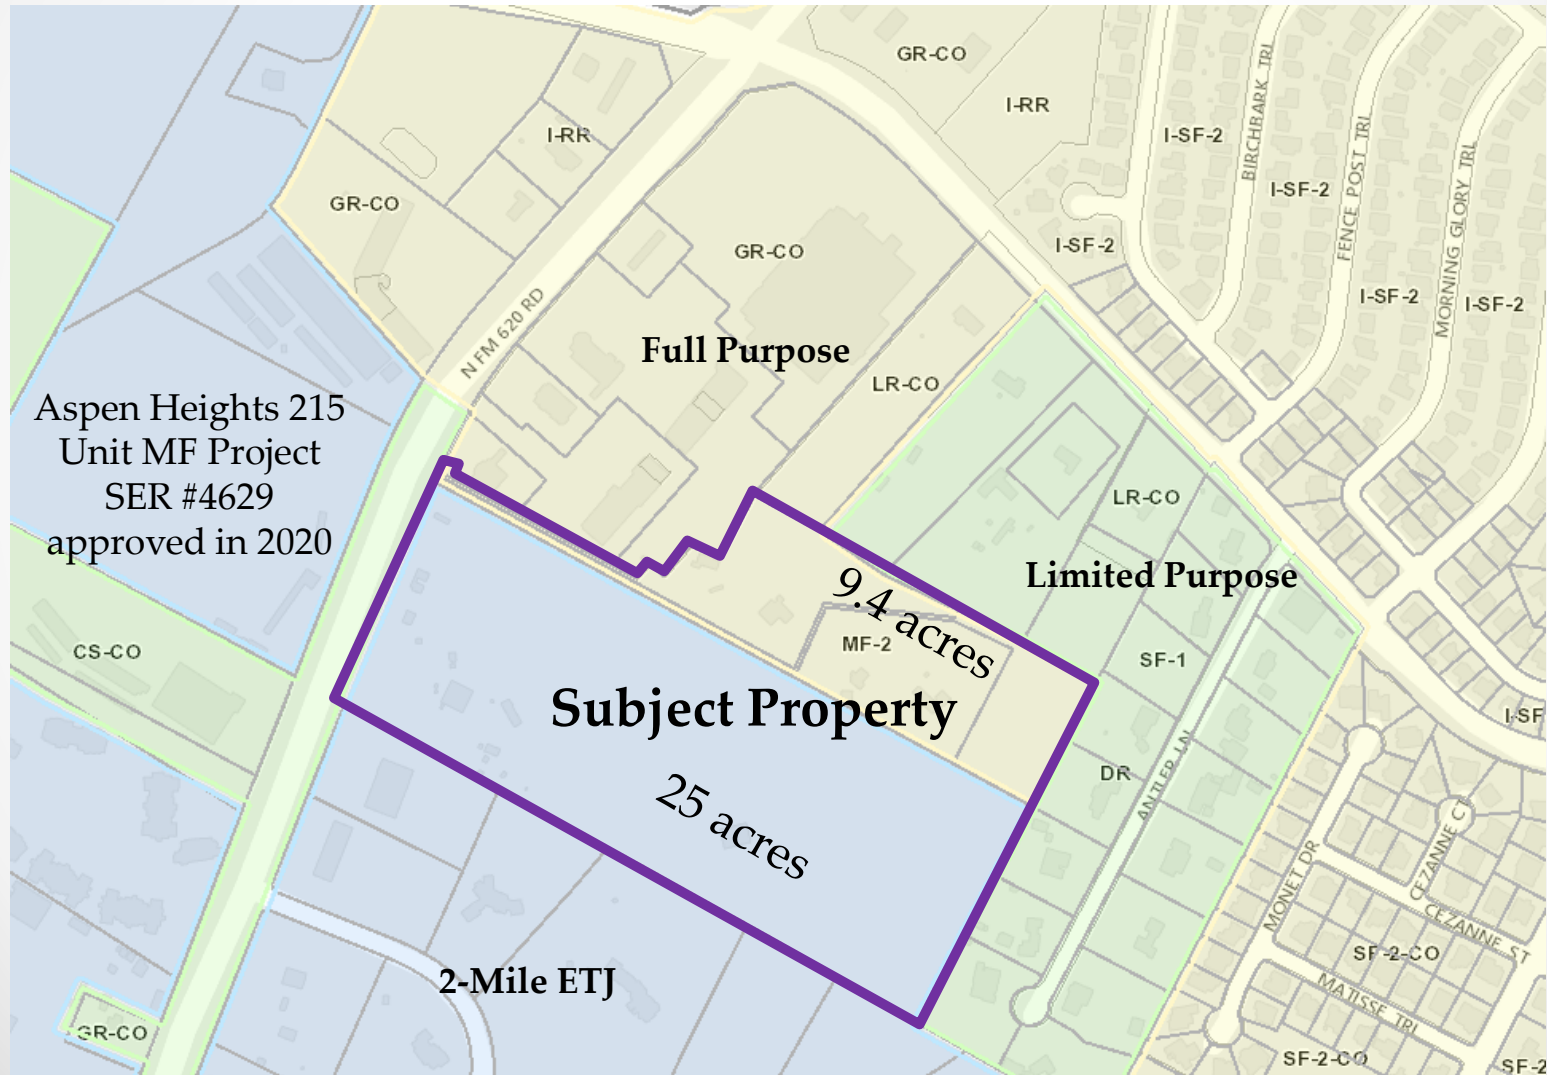 GR-CO
I-RR
I-RR
I-SF-2
BIRCHBARK TRL
FENCE POST TRL
MORNING GLORY TRL
I-SF-2
GR-CO
I-SF-2
GR-CO
I-SF-2
I-SF-2
N FM 620 RD
Full Purpose
LR-CO
Aspen Heights 215
Unit MF Project
SER #4629
approved in 2020
LR-CO
Limited Purpose
9.4 acres
MF-2
CS-CO
SF-1
Subject Property
I-SF
DR
ANTLER LN
25 acres
MONET DR
CEZANNE CT
CEZANNE ST
SF-2-CO
2-Mile ETJ
MATISSE TRL
GR-CO
SF-2-CO
SF-2